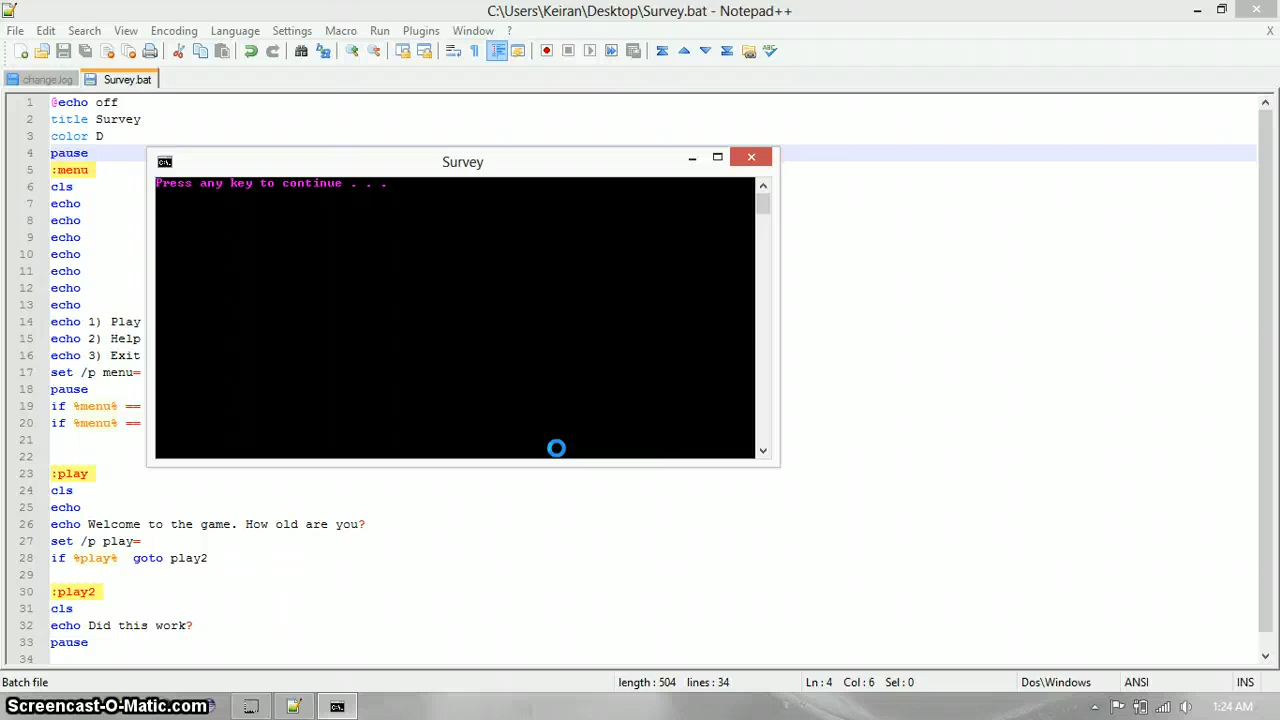 C:\Users\Keiran\Desktop\Survey.bat - Notepad++
File Edit Search View Encoding Language Settings Macro Run Plugins Window ? X
change.log Survey.bat
1 @echo off
2 title Survey
3 color D
4 pause
5 :menu
6 cls
7 echo
8 echo
9 echo
10 echo
11 echo
12 echo
13 echo
14 echo 1) Play
15 echo 2) Help
16 echo 3) Exit
17 set /p menu=
18 pause
19 if %menu% ==
20 if %menu% ==
21
22
23 :play
24 cls
25 echo
26 echo Welcome to the game. How old are you?
27 set /p play=
28 if %play%  goto play2
29
30 :play2
31 cls
32 echo Did this work?
33 pause
34
Survey
Press any key to continue . . .
Batch file length : 504 lines : 34 Ln : 4 Col : 6 Sel : 0 Dos\Windows ANSI INS
Screencast-O-Matic.com 1:24 AM